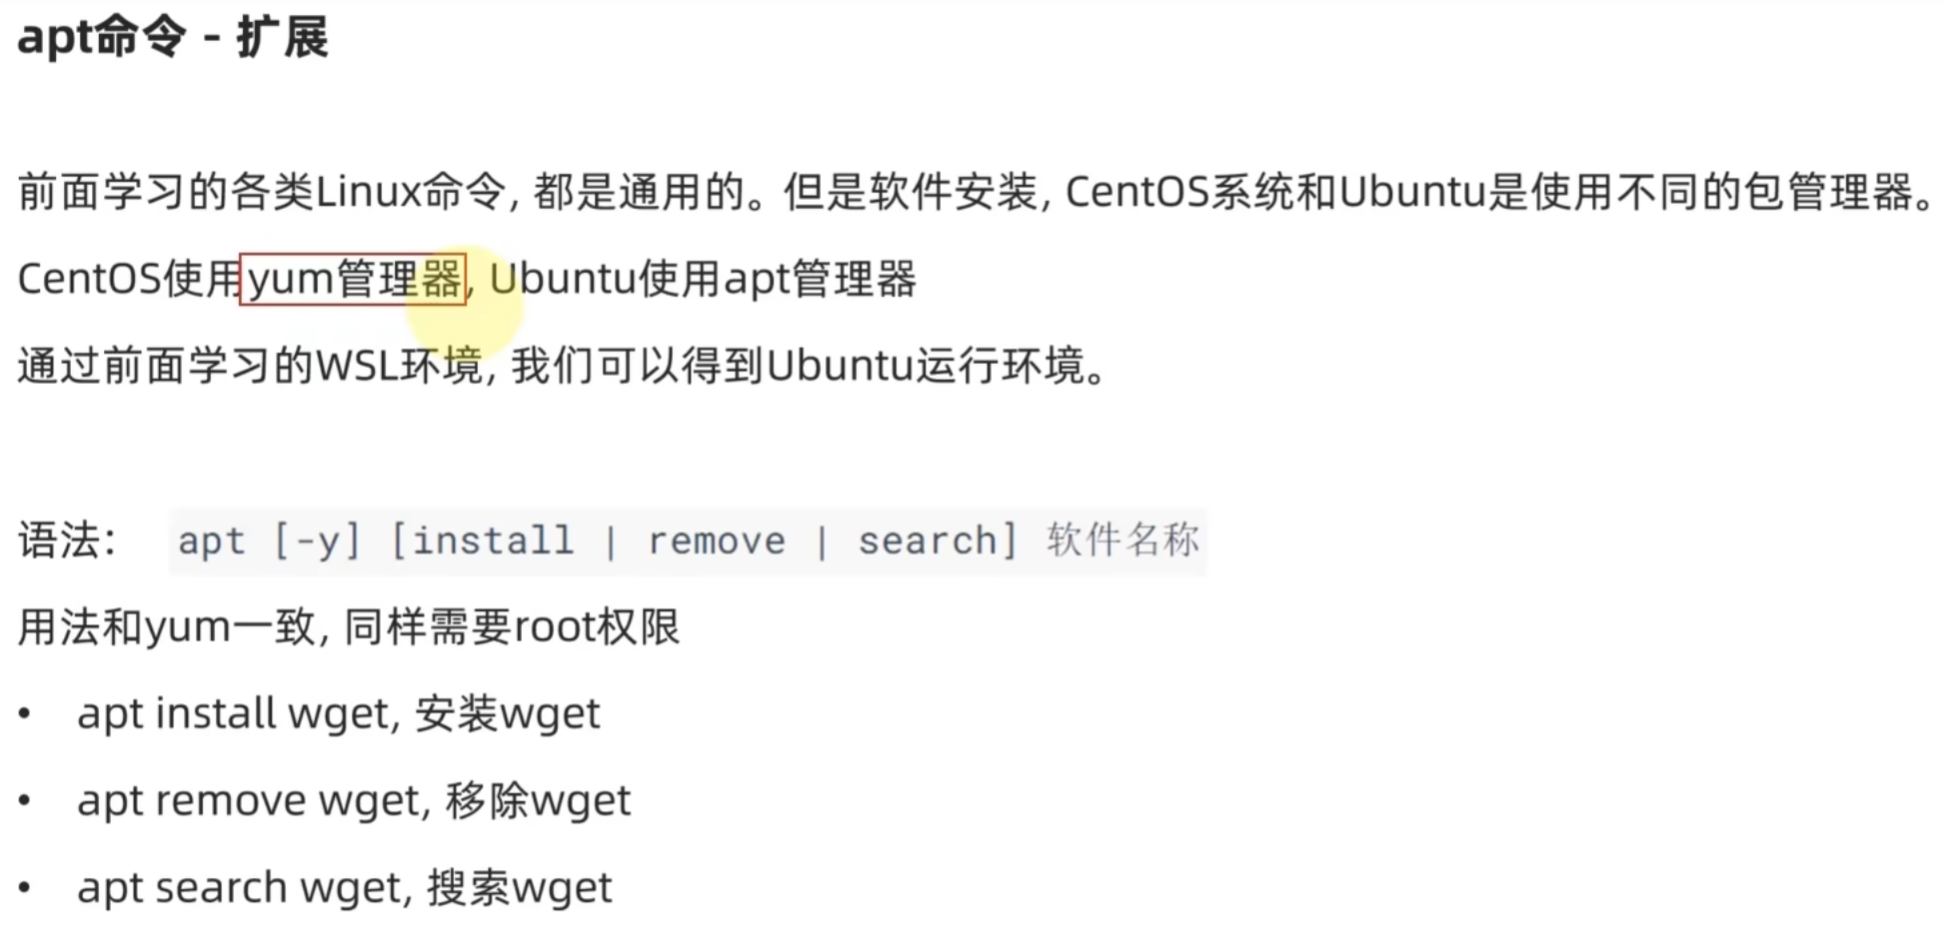 apt命令 - 扩展
前面学习的各类Linux命令, 都是通用的。但是软件安装, CentOS系统和Ubuntu是使用不同的包管理器。
CentOS使用yum管理器, Ubuntu使用apt管理器
通过前面学习的WSL环境, 我们可以得到Ubuntu运行环境。
语法: apt [-y] [install | remove | search] 软件名称
用法和yum一致, 同样需要root权限
• apt install wget, 安装wget
• apt remove wget, 移除wget
• apt search wget, 搜索wget